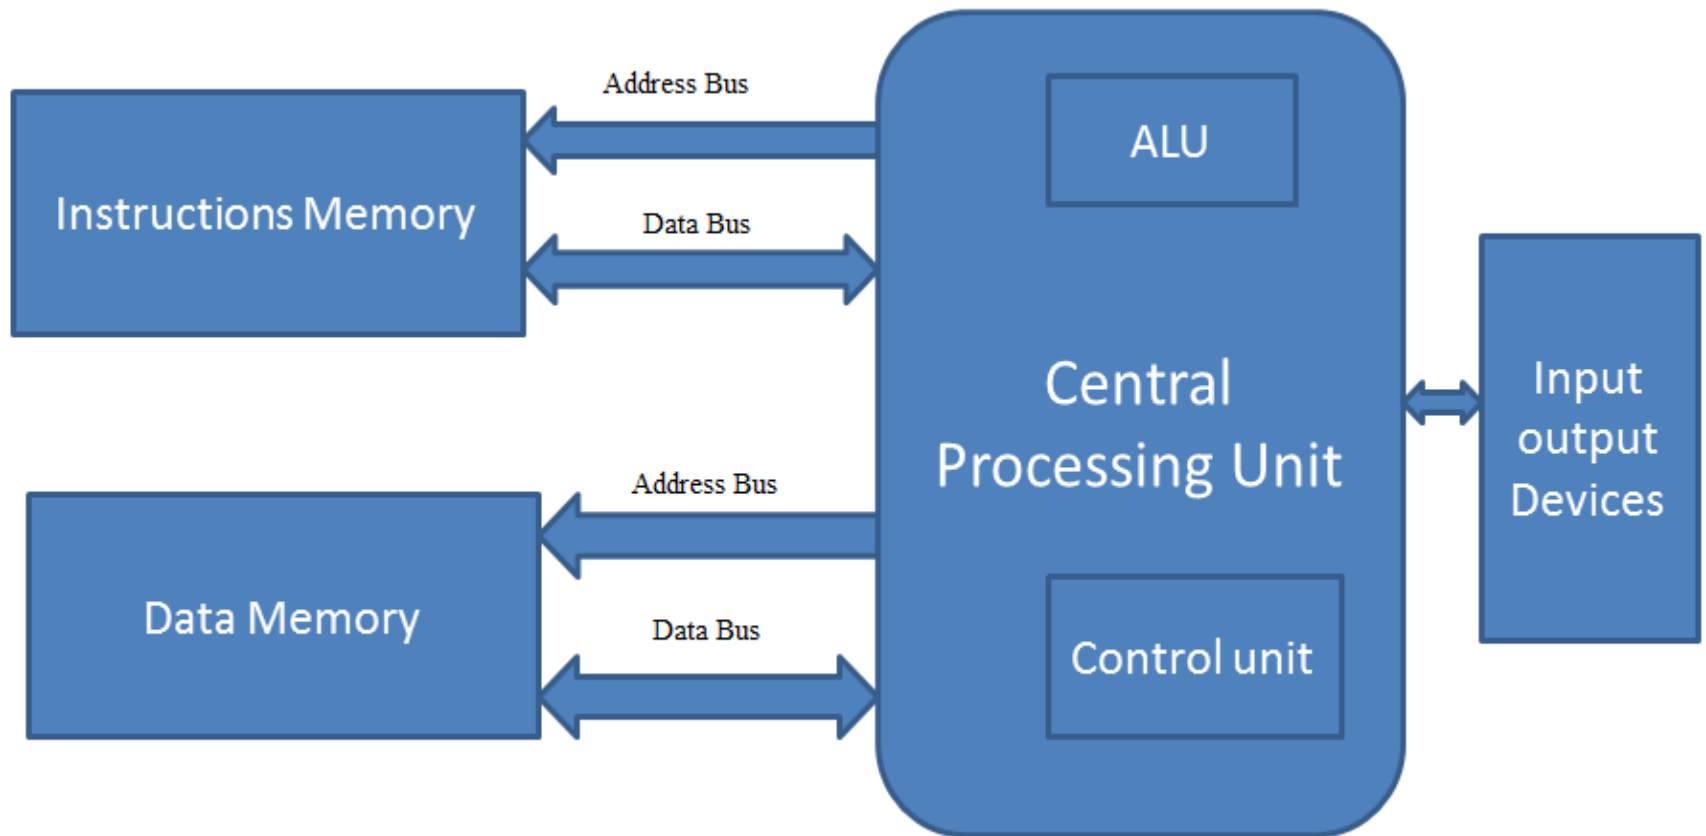 Address Bus
Instructions Memory
Data Bus
Address Bus
Data Memory
Data Bus
ALU
Central
Processing Unit
Control unit
Input
output
Devices